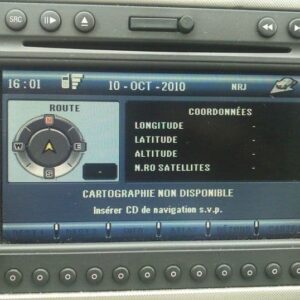 SRC
16:01 10 - OCT - 2010 NRJ
ROUTE
W E
S
-
COORDONNÉES
LONGITUDE -
LATITUDE -
ALTITUDE -
N.RO SATELLITES -
CARTOGRAPHIE NON DISPONIBLE
Insérer CD de navigation s.v.p.